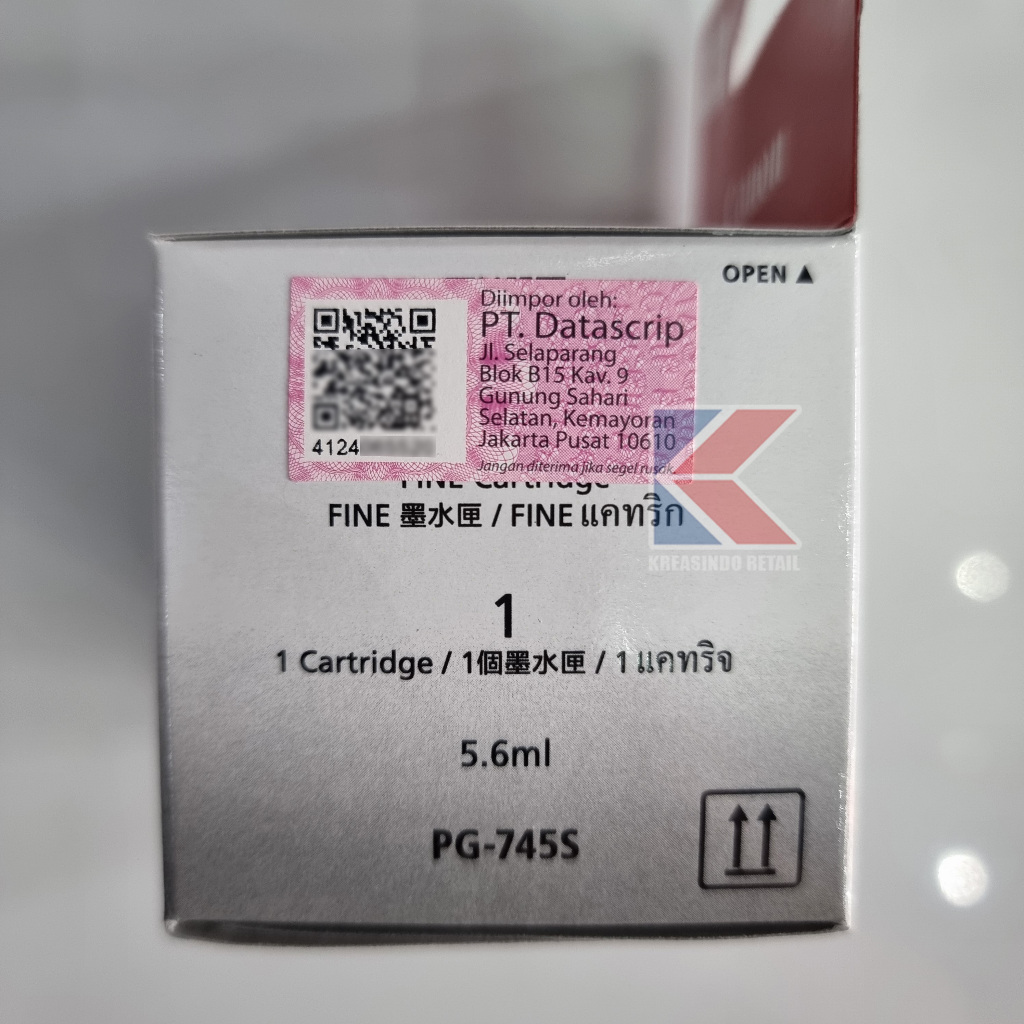 OPEN ▲
Diimpor oleh:
PT. Datascrip
Jl. Selaparang
Blok B15 Kav. 9
Gunung Sahari
Selatan, Kemayoran
Jakarta Pusat 10610
Jangan diterima jika segel rusak.
4124
FINE Cartridge
FINE 墨水匣 / FINE แคทริก
KREASINDO RETAIL
1
1 Cartridge / 1個墨水匣 / 1 แคทริจ
5.6ml
PG-745S